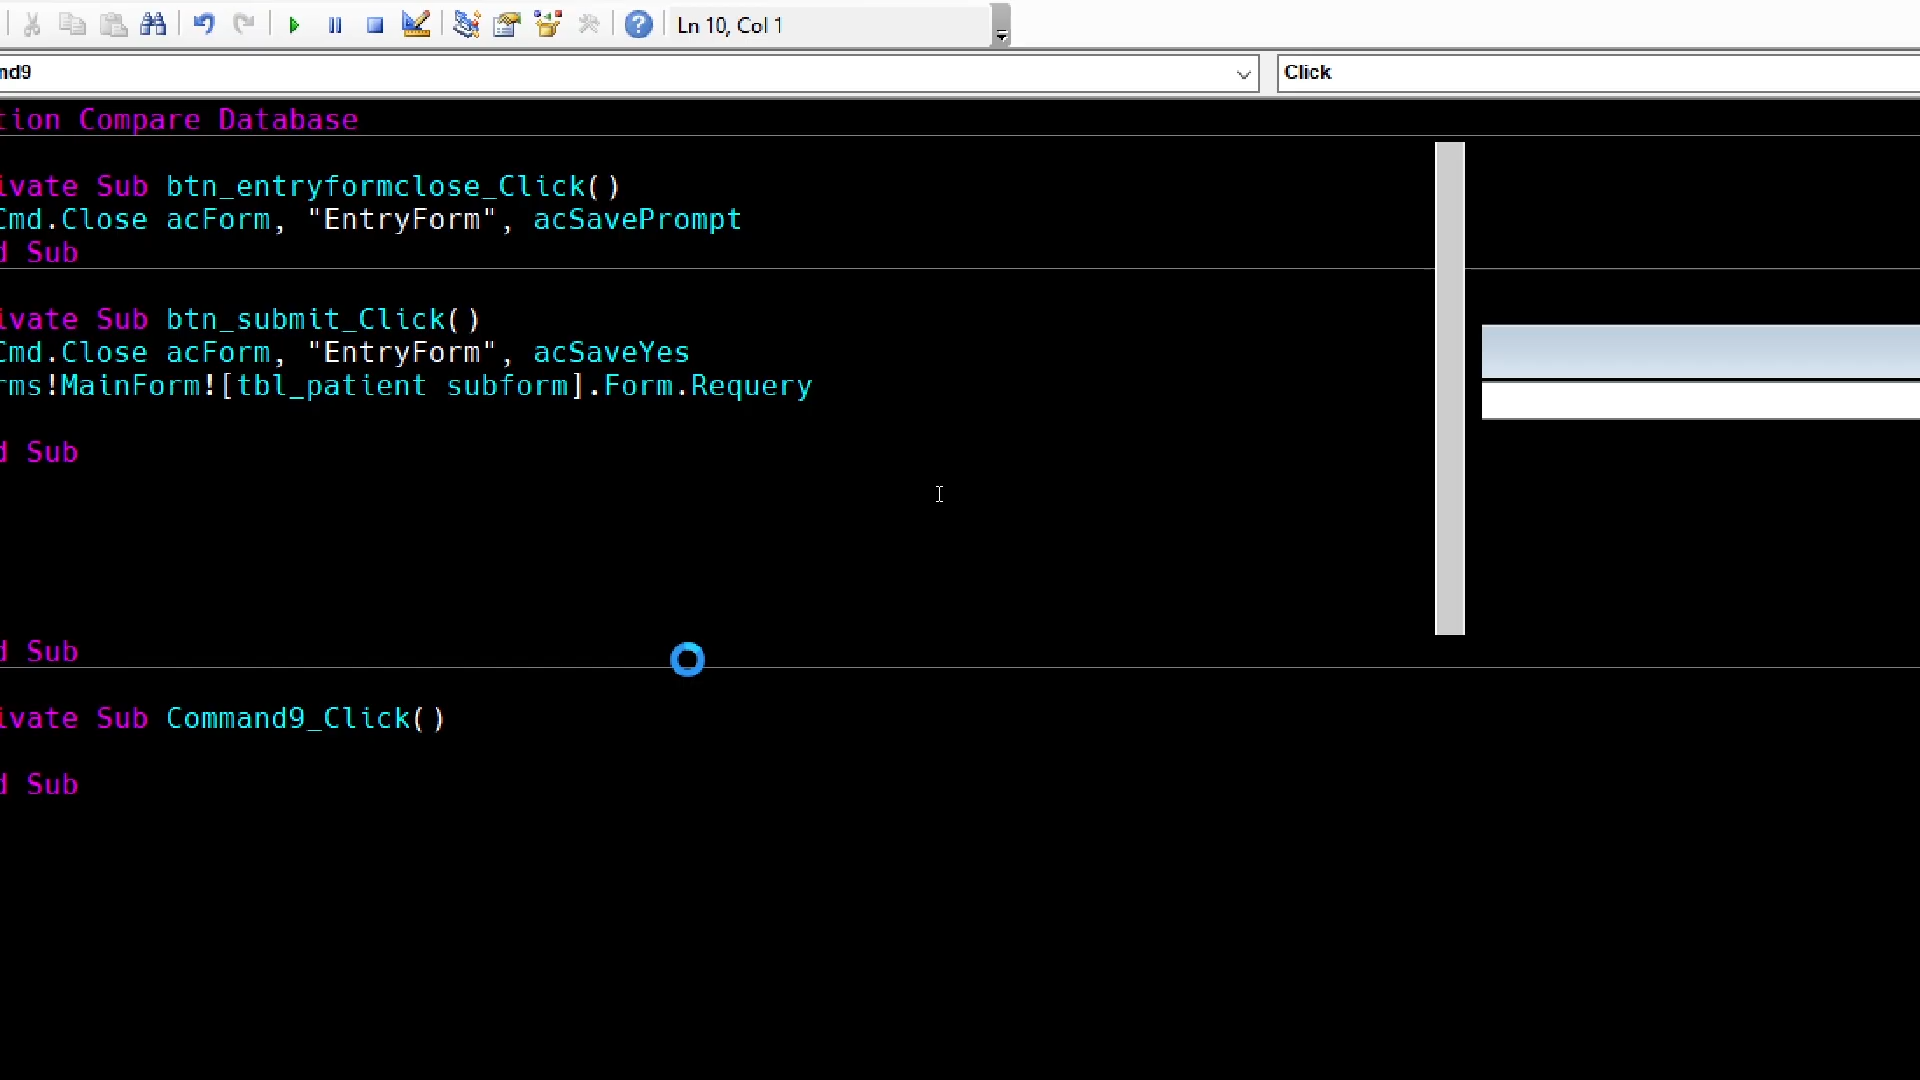 Ln 10, Col 1
nd9
Click
tion Compare Database
ivate Sub btn_entryformclose_Click()
Cmd.Close acForm, "EntryForm", acSavePrompt
d Sub
ivate Sub btn_submit_Click()
Cmd.Close acForm, "EntryForm", acSaveYes
rms!MainForm![tbl_patient subform].Form.Requery
d Sub
d Sub
ivate Sub Command9_Click()
d Sub